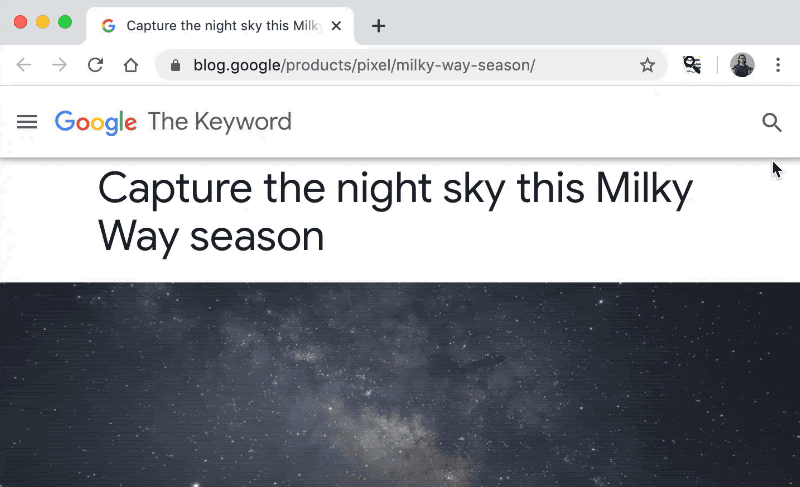 Capture the night sky this Milky
blog.google/products/pixel/milky-way-season/
Google The Keyword
Capture the night sky this Milky
Way season